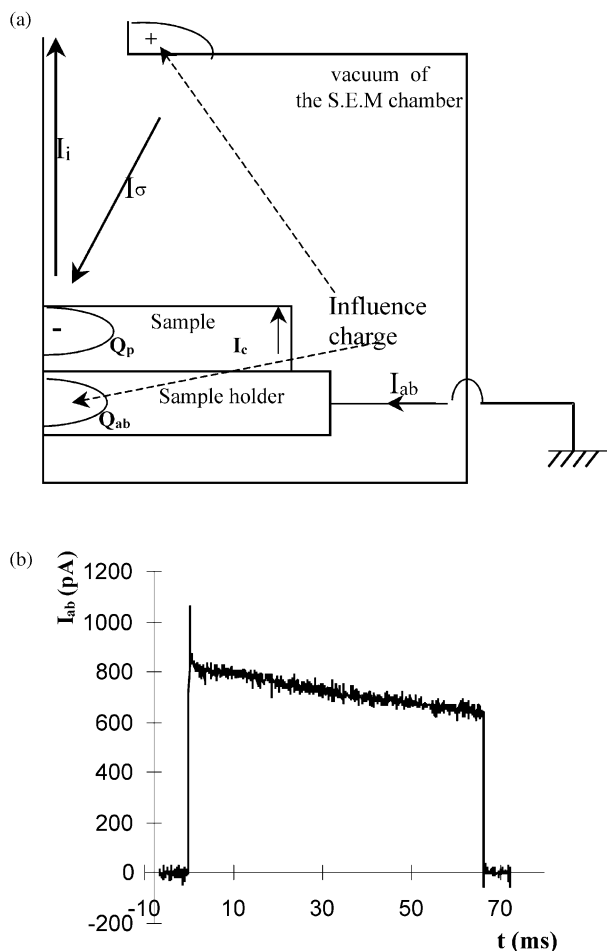 (a)
+
vacuum of
the S.E.M chamber
Ii
Iσ
Influence
charge
-
Sample
Qp
Ic
Iab
Sample holder
Qab
(b)
Iab (pA)
1200
1000
800
600
400
200
0
-200
-10
10
30
50
70
t (ms)